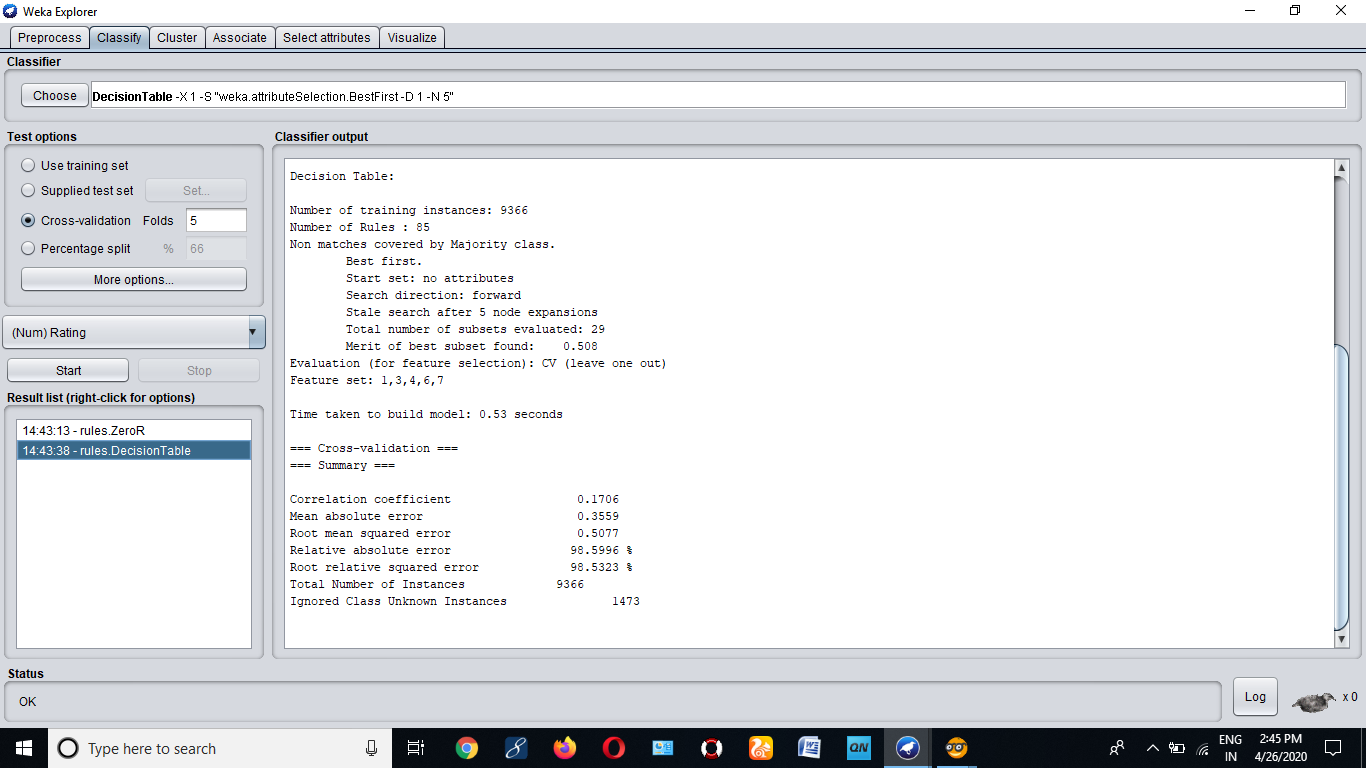 Weka Explorer
Preprocess Classify Cluster Associate Select attributes Visualize
Classifier
Choose DecisionTable -X 1 -S "weka.attributeSelection.BestFirst -D 1 -N 5"
Test options
Use training set
Supplied test set Set...
Cross-validation Folds 5
Percentage split % 66
More options...
(Num) Rating
Start Stop
Result list (right-click for options)
14:43:13 - rules.ZeroR
14:43:38 - rules.DecisionTable
Classifier output
Decision Table:
Number of training instances: 9366
Number of Rules : 85
Non matches covered by Majority class.
Best first.
Start set: no attributes
Search direction: forward
Stale search after 5 node expansions
Total number of subsets evaluated: 29
Merit of best subset found: 0.508
Evaluation (for feature selection): CV (leave one out)
Feature set: 1,3,4,6,7
Time taken to build model: 0.53 seconds
=== Cross-validation ===
=== Summary ===
Correlation coefficient 0.1706
Mean absolute error 0.3559
Root mean squared error 0.5077
Relative absolute error 98.5996 %
Root relative squared error 98.5323 %
Total Number of Instances 9366
Ignored Class Unknown Instances 1473
Status
OK
Log x 0
Type here to search
QN
ENG
IN
2:45 PM
4/26/2020